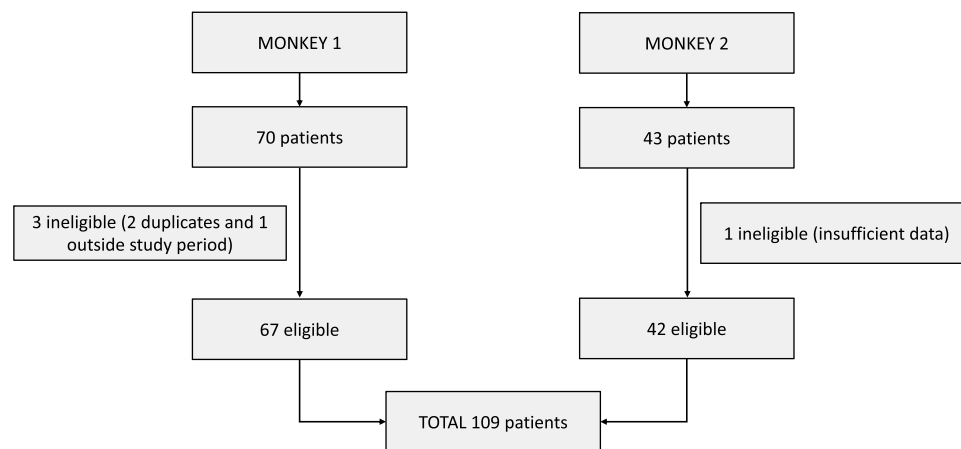 MONKEY 1
MONKEY 2
70 patients
43 patients
3 ineligible (2 duplicates and 1
outside study period)
1 ineligible (insufficient data)
67 eligible
42 eligible
TOTAL 109 patients